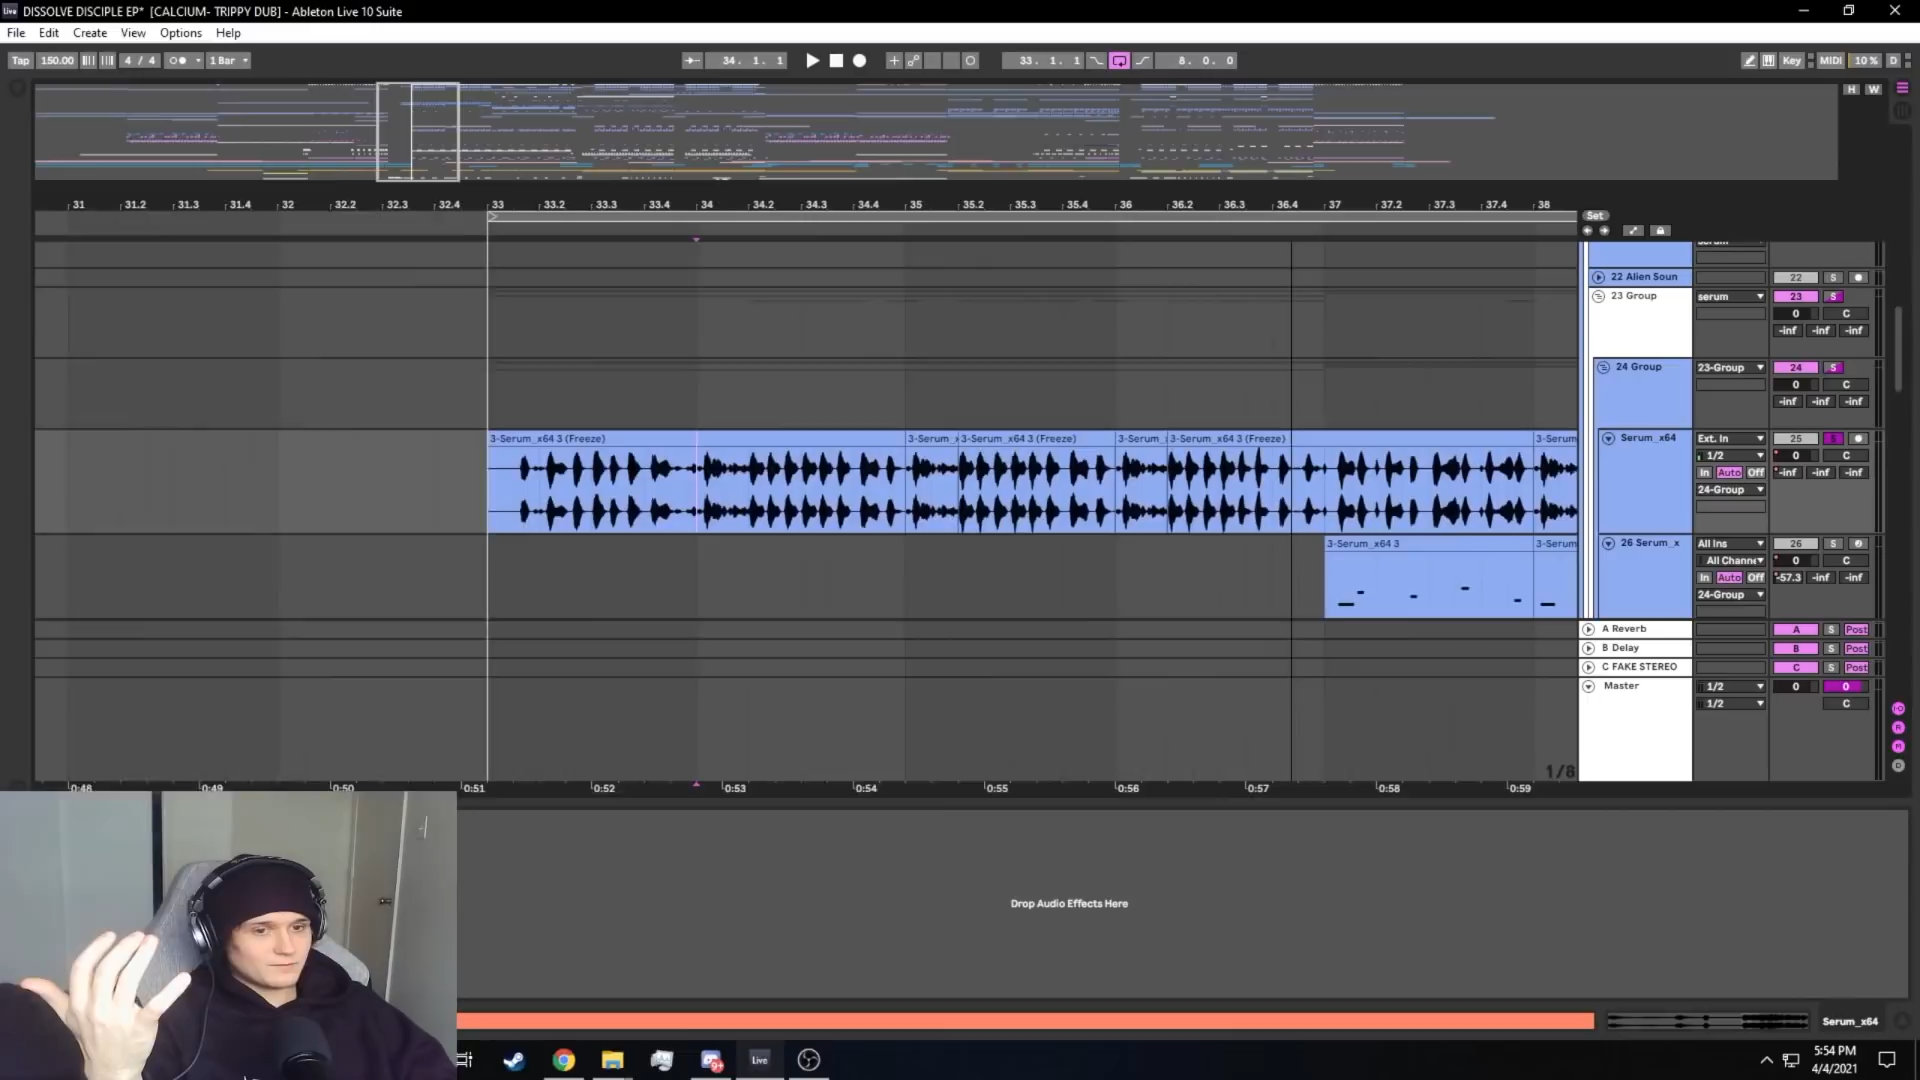 Live DISSOLVE DISCIPLE EP* [CALCIUM- TRIPPY DUB] - Ableton Live 10 Suite
File Edit Create View Options Help
Tap 150.00 4 / 4 1 Bar 34. 1. 1 33. 1. 1 8. 0. 0 Key MIDI 10 % D
H W
31 31.2 31.3 31.4 32 32.2 32.3 32.4 33 33.2 33.3 33.4 34 34.2 34.3 34.4 35 35.2 35.3 35.4 36 36.2 36.3 36.4 37 37.2 37.3 37.4 38
Set
22 Alien Soun 22 S
23 Group serum 23 S
0 C
-inf -inf -inf
24 Group 23-Group 24 S
0 C
-inf -inf -inf
3-Serum_x64 3 (Freeze) 3-Serum_x 3-Serum_x64 3 (Freeze) 3-Serum_ 3-Serum_x64 3 (Freeze) 3-Serum Serum_x64 Ext. In 25 S
1/2 0 C
In Auto Off -inf -inf -inf
24-Group
3-Serum_x64 3 3-Serum 26 Serum_x All Ins 26 S
All Channe 0 C
In Auto Off -57.3 -inf -inf
24-Group
A Reverb A S Post
B Delay B S Post
C FAKE STEREO C S Post
Master 1/2 0 0
1/2 C
1/8
0:48 0:49 0:50 0:51 0:52 0:53 0:54 0:55 0:56 0:57 0:58 0:59
Drop Audio Effects Here
Serum_x64
Live
5:54 PM
4/4/2021